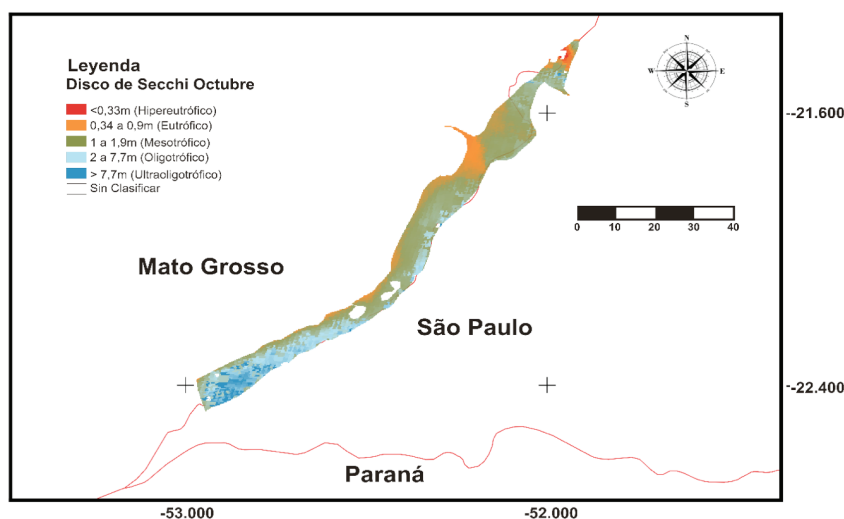 Leyenda
Disco de Secchi Octubre
<0,33m (Hipereutrófico)
0,34 a 0,9m (Eutrófico)
1 a 1,9m (Mesotrófico)
2 a 7,7m (Oligotrófico)
> 7,7m (Ultraoligotrófico)
Sin Clasificar
N
W E
S
-21.600
0 10 20 30 40
Mato Grosso
São Paulo
-22.400
Paraná
-53.000 -52.000